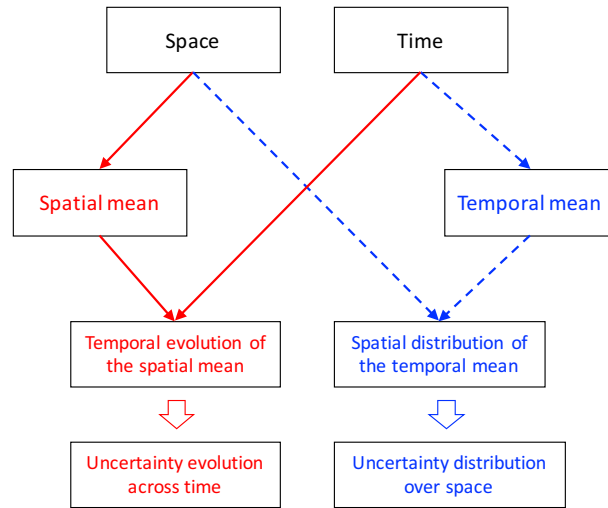 Space
Time
Spatial mean
Temporal mean
Temporal evolution of
the spatial mean
Spatial distribution of
the temporal mean
Uncertainty evolution
across time
Uncertainty distribution
over space